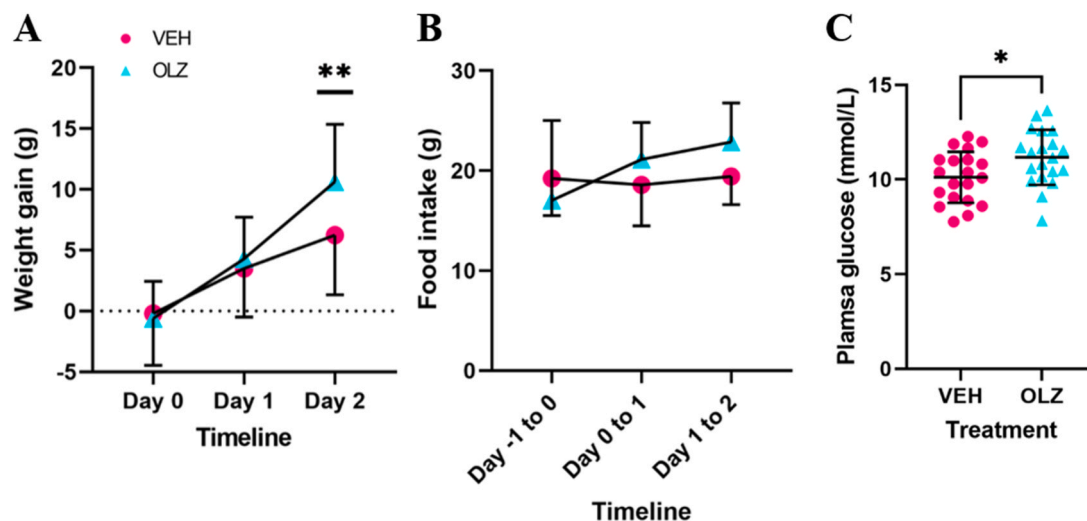 A
VEH
OLZ
**
Weight gain (g)
20
15
10
5
0
-5
Day 0 Day 1 Day 2
Timeline
B
Food intake (g)
30
20
10
0
Day -1 to 0
Day 0 to 1
Day 1 to 2
Timeline
C
*
Plamsa glucose (mmol/L)
15
10
5
0
VEH OLZ
Treatment